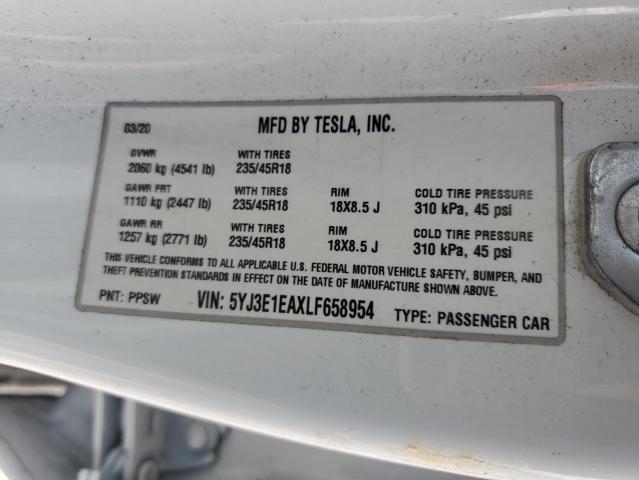 03/20 MFD BY TESLA, INC.
GVWR WITH TIRES
2060 kg (4541 lb) 235/45R18
GAWR FRT WITH TIRES RIM COLD TIRE PRESSURE
1110 kg (2447 lb) 235/45R18 18X8.5 J 310 kPa, 45 psi
GAWR RR WITH TIRES RIM COLD TIRE PRESSURE
1257 kg (2771 lb) 235/45R18 18X8.5 J 310 kPa, 45 psi
THIS VEHICLE CONFORMS TO ALL APPLICABLE U.S. FEDERAL MOTOR VEHICLE SAFETY, BUMPER, AND
THEFT PREVENTION STANDARDS IN EFFECT ON THE DATE OF MANUFACTURE SHOWN ABOVE.
PNT: PPSW VIN: 5YJ3E1EAXLF658954 TYPE: PASSENGER CAR